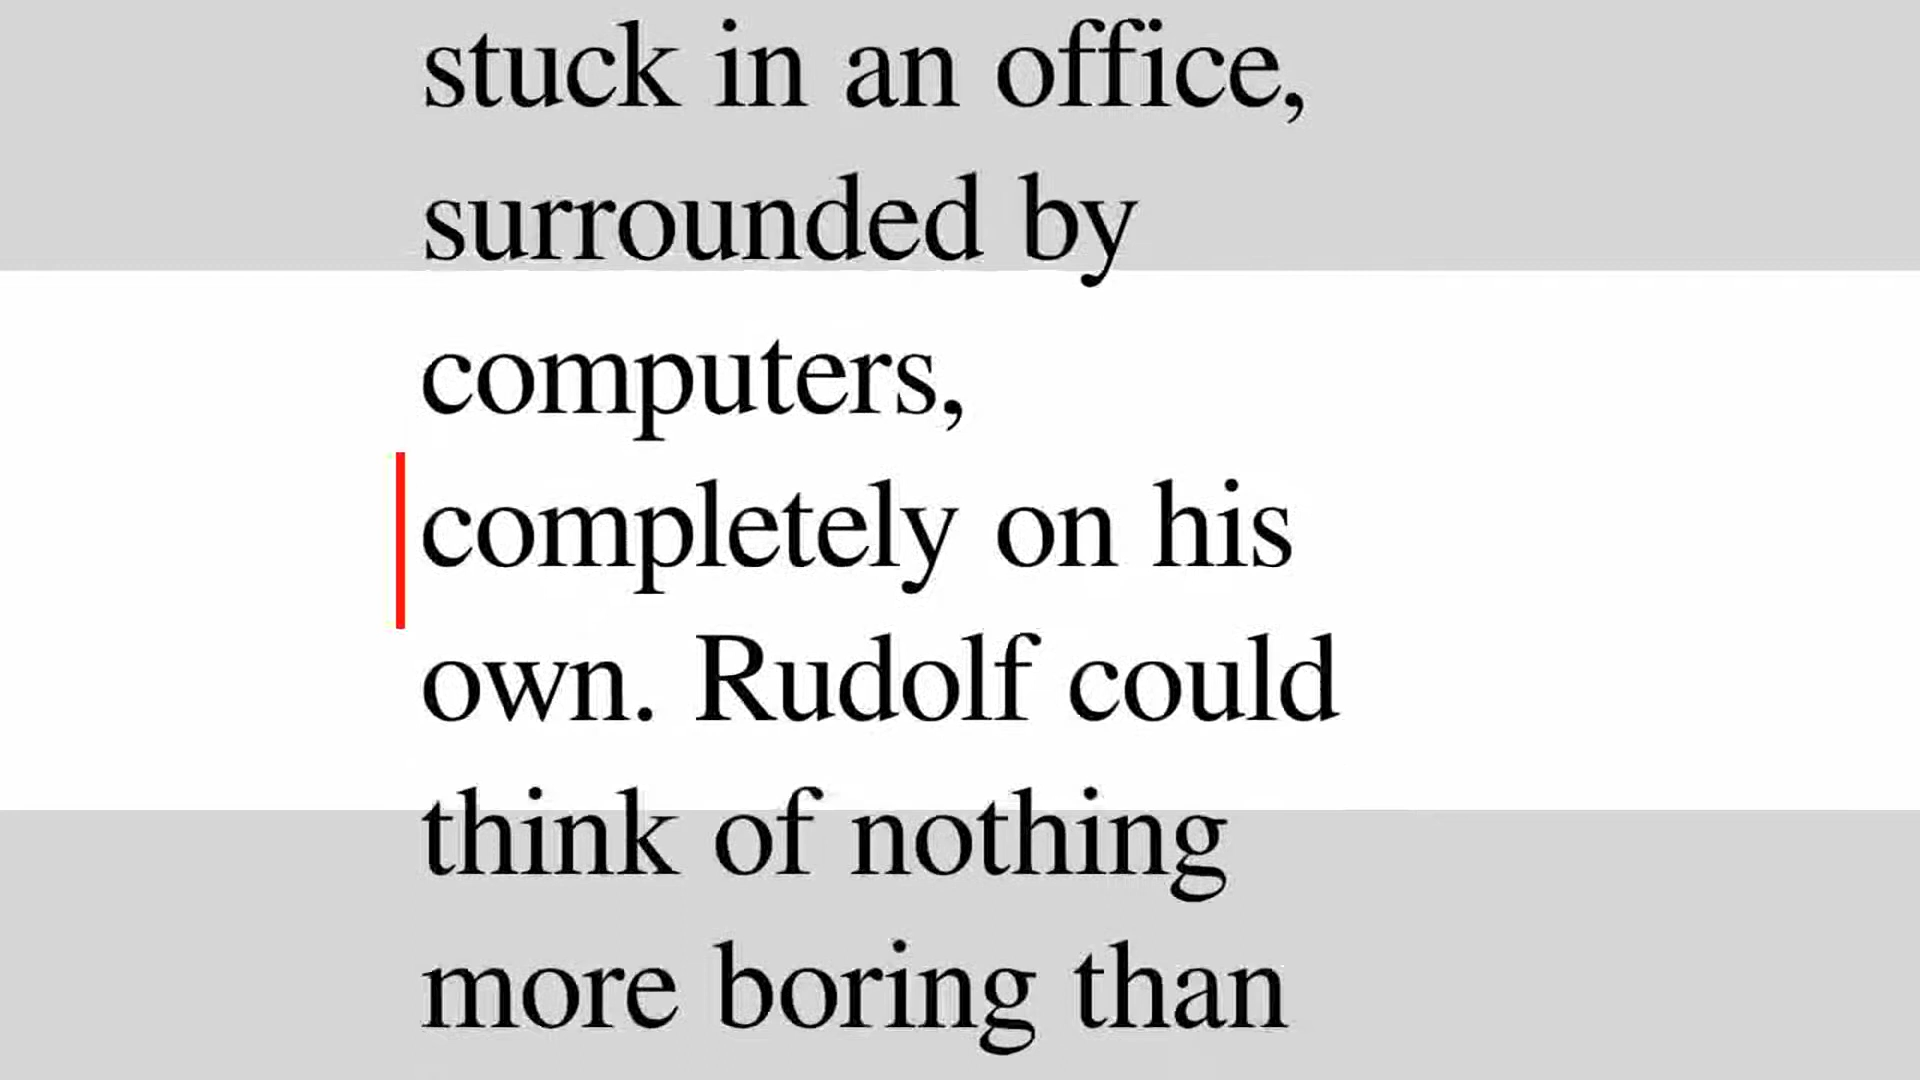 stuck in an office,
surrounded by
computers,
completely on his
own. Rudolf could
think of nothing
more boring than